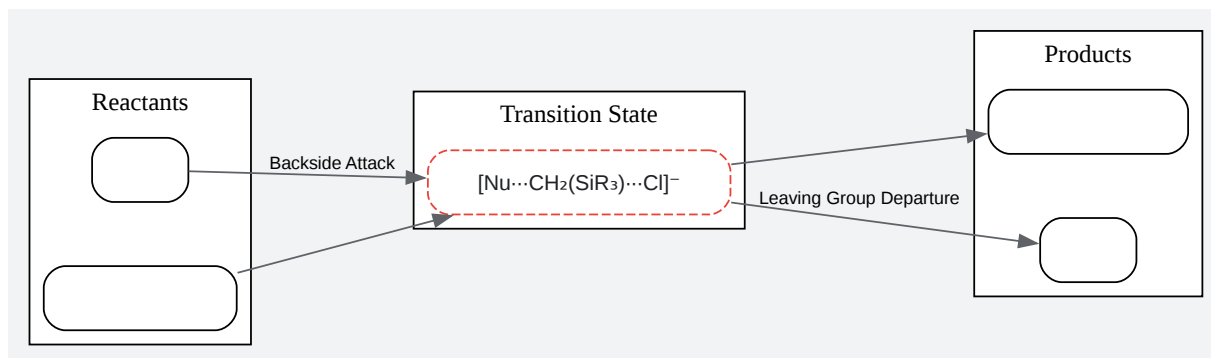 Reactants
Backside Attack
Transition State
[Nu···CH₂(SiR₃)···Cl]⁻
Leaving Group Departure
Products